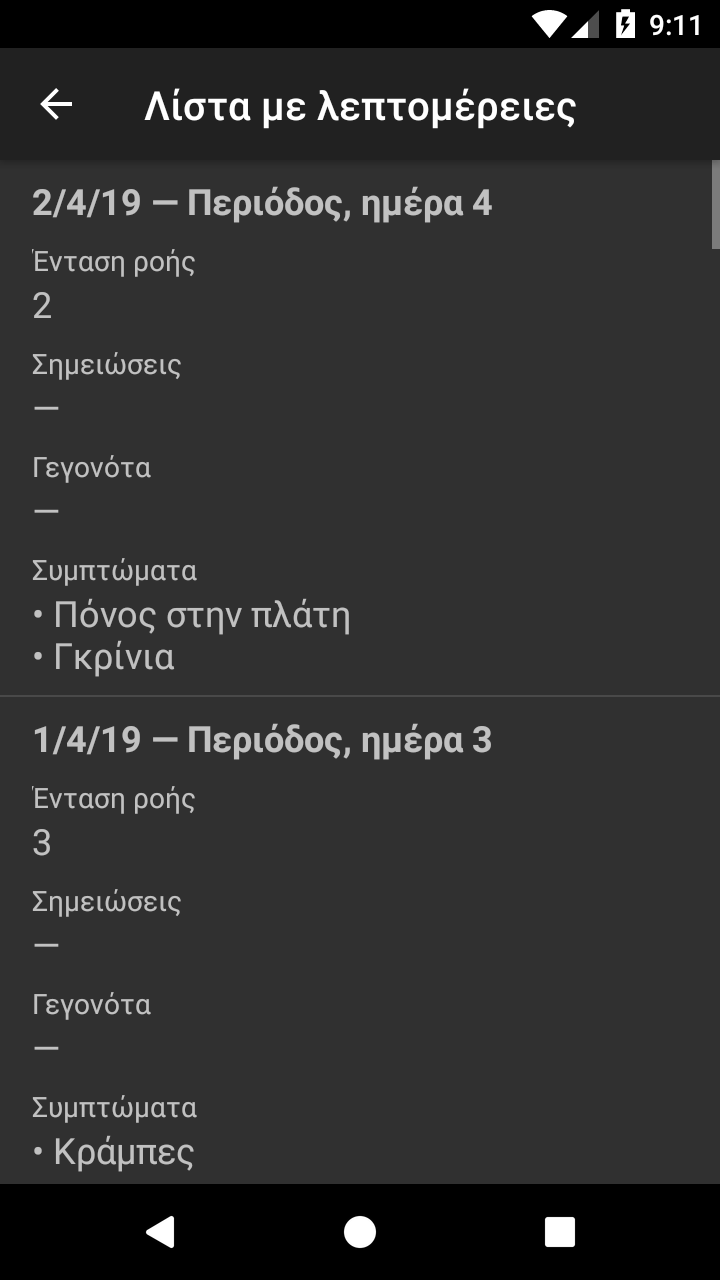 9:11
Λίστα με λεπτομέρειες
2/4/19 — Περιόδος, ημέρα 4
Ένταση ροής
2
Σημειώσεις
—
Γεγονότα
—
Συμπτώματα
• Πόνος στην πλάτη
• Γκρίνια
1/4/19 — Περιόδος, ημέρα 3
Ένταση ροής
3
Σημειώσεις
—
Γεγονότα
—
Συμπτώματα
• Κράμπες